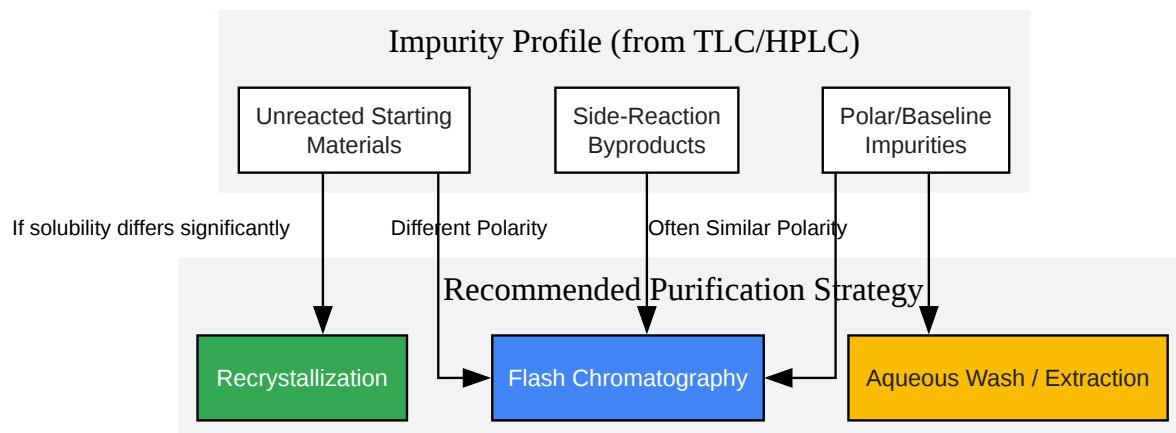 Impurity Profile (from TLC/HPLC)
Unreacted Starting
Materials
Side-Reaction
Byproducts
Polar/Baseline
Impurities
If solubility differs significantly
Different Polarity
Often Similar Polarity
Recommended Purification Strategy
Recrystallization
Flash Chromatography
Aqueous Wash / Extraction